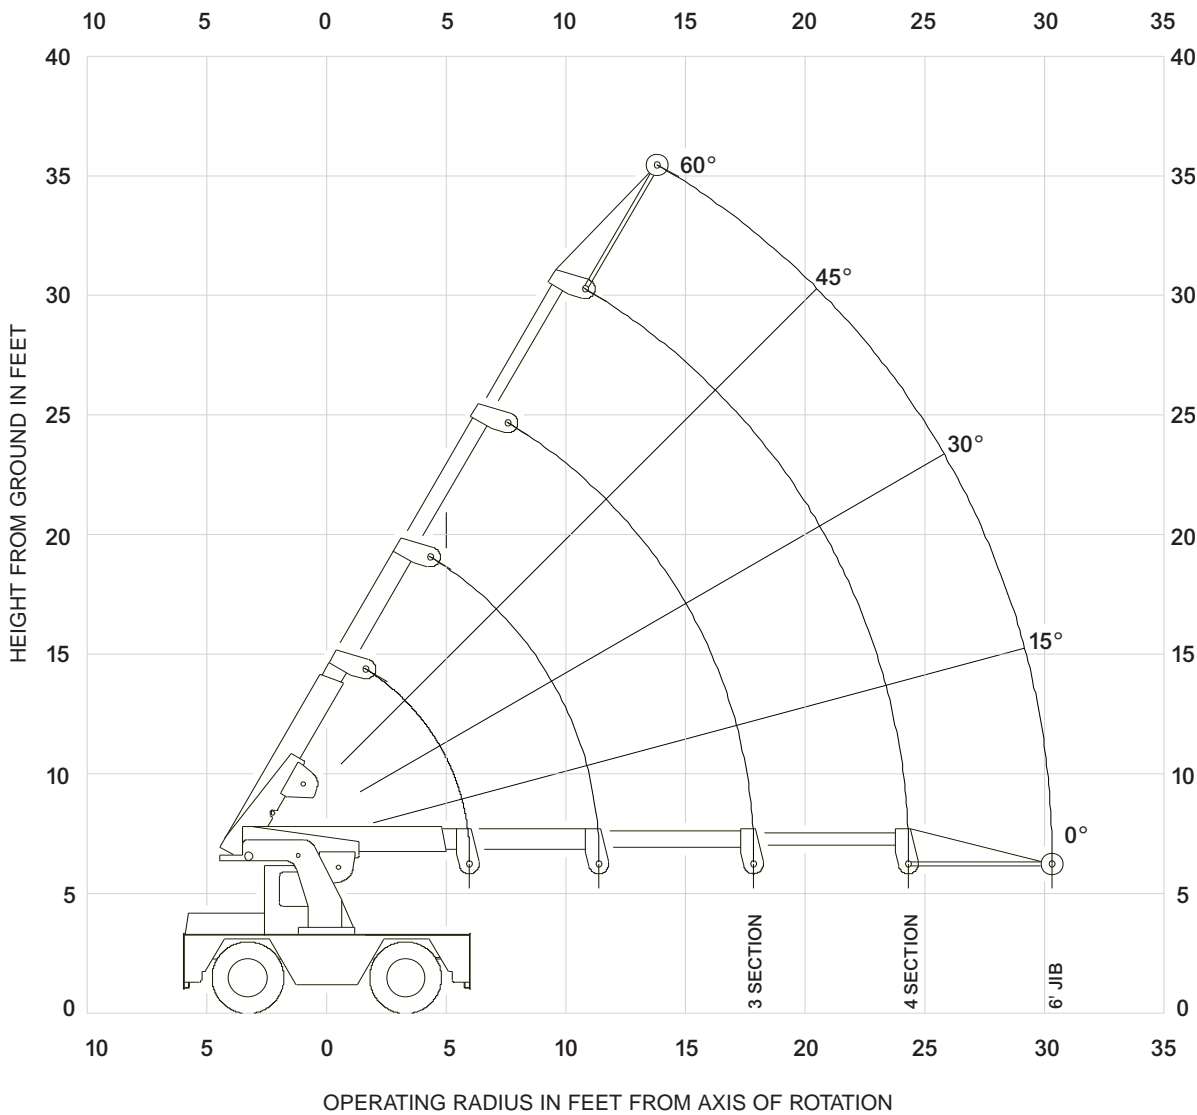 10 5 0 5 10 15 20 25 30 35
40 40
60°
35 35
45°
30 30
30°
25 25
20 20
15°
15 15
10 10
0°
5 5
3 SECTION
4 SECTION
6' JIB
0 0
10 5 0 5 10 15 20 25 30 35
HEIGHT FROM GROUND IN FEET
OPERATING RADIUS IN FEET FROM AXIS OF ROTATION